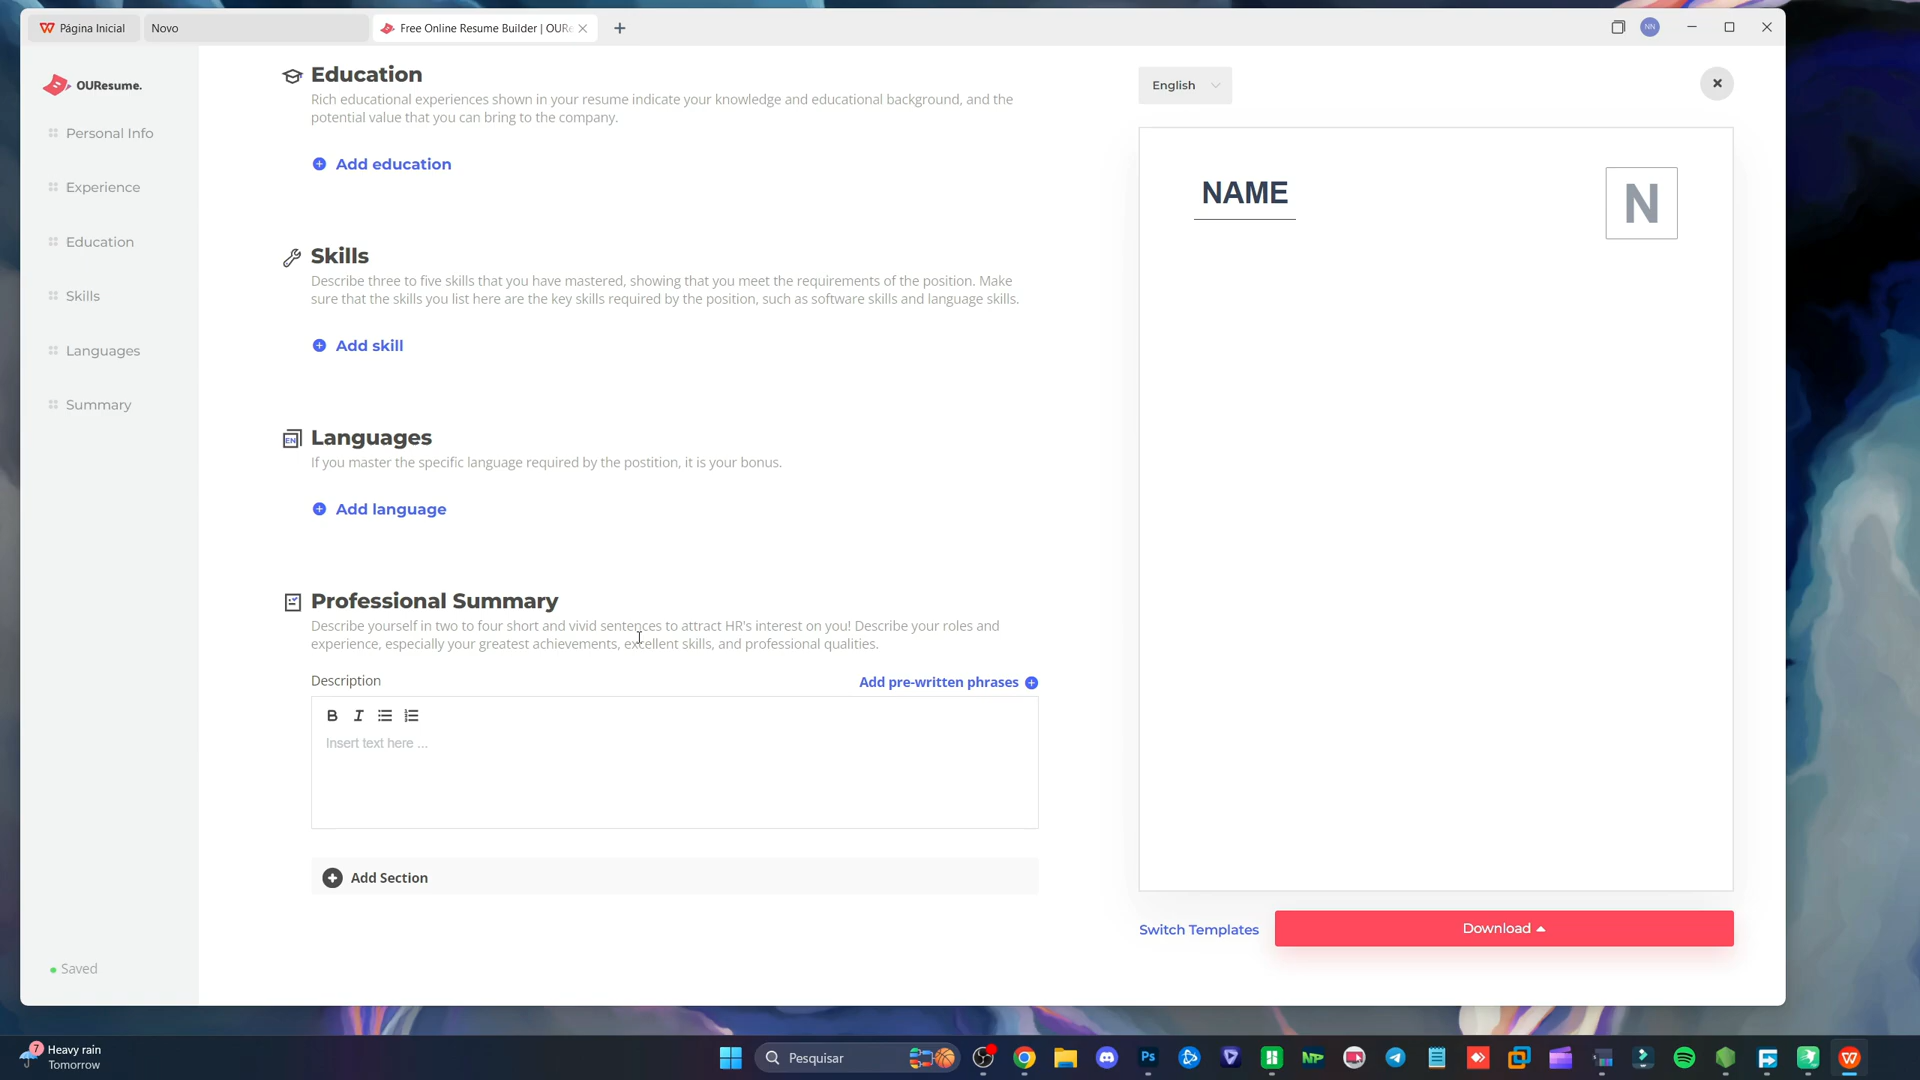 Página Inicial
Novo
Free Online Resume Builder | OURe
NN
OUResume.
Personal Info
Experience
Education
Skills
Languages
Summary
Saved
Education
Rich educational experiences shown in your resume indicate your knowledge and educational background, and the
potential value that you can bring to the company.
Add education
Skills
Describe three to five skills that you have mastered, showing that you meet the requirements of the position. Make
sure that the skills you list here are the key skills required by the position, such as software skills and language skills.
Add skill
EN
Languages
If you master the specific language required by the postition, it is your bonus.
Add language
Professional Summary
Describe yourself in two to four short and vivid sentences to attract HR's interest on you! Describe your roles and
experience, especially your greatest achievements, excellent skills, and professional qualities.
Description
Add pre-written phrases
B I
Insert text here ...
Add Section
English
NAME
N
Switch Templates
Download
7
Heavy rain
Tomorrow
Pesquisar
Ps
NP